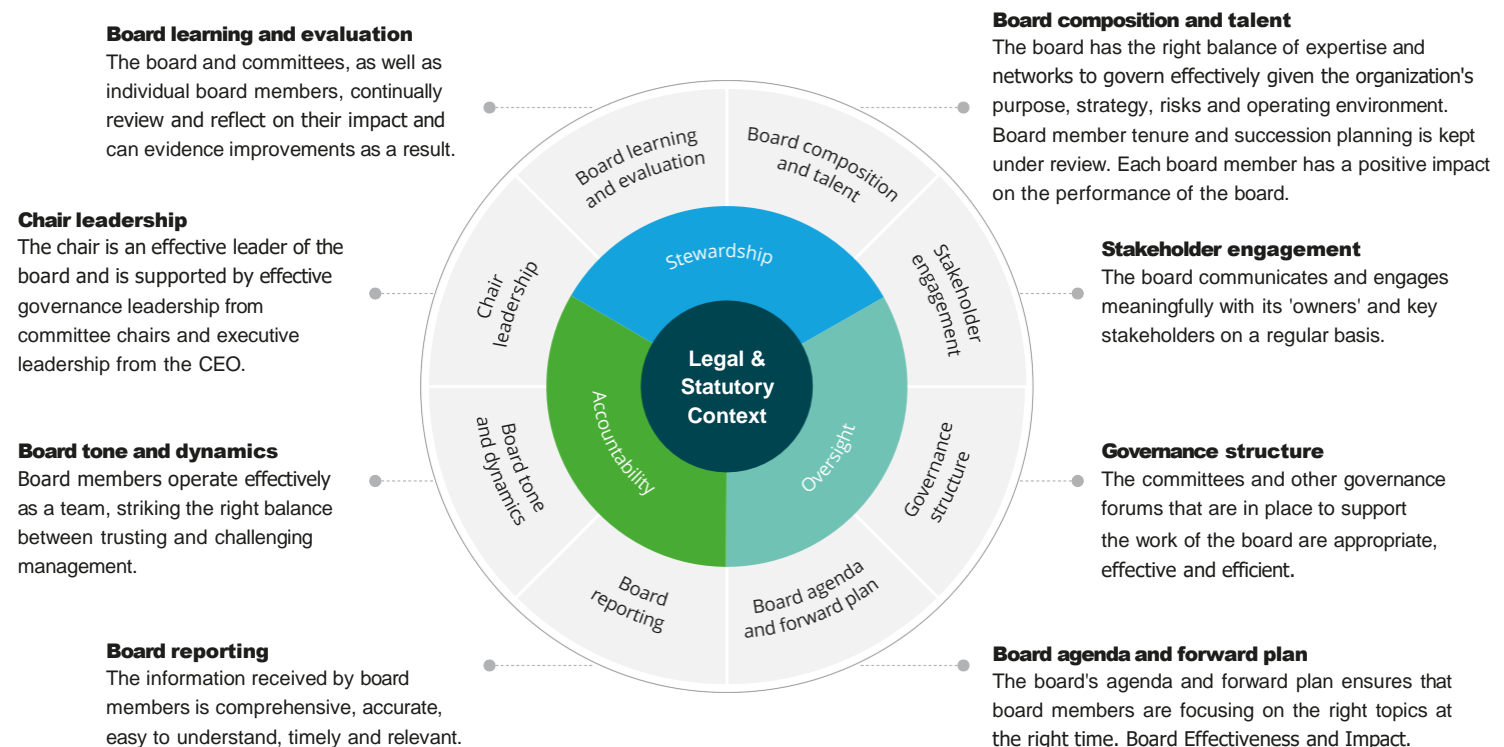 Board learning and evaluation
The board and committees, as well as
individual board members, continually
review and reflect on their impact and
can evidence improvements as a result.
Chair leadership
The chair is an effective leader of the
board and is supported by effective
governance leadership from
committee chairs and executive
leadership from the CEO.
Board tone and dynamics
Board members operate effectively
as a team, striking the right balance
between trusting and challenging
management.
Board reporting
The information received by board
members is comprehensive, accurate,
easy to understand, timely and relevant.
Board learning
and evaluation
Board composition
and talent
Chair
leadership
Stakeholder
engagement
Stewardship
Legal &
Statutory
Context
Accountability
Oversight
Board tone
and dynamics
Governance
structure
Board
reporting
Board agenda
and forward plan
Board composition and talent
The board has the right balance of expertise and
networks to govern effectively given the organization's
purpose, strategy, risks and operating environment.
Board member tenure and succession planning is kept
under review. Each board member has a positive impact
on the performance of the board.
Stakeholder engagement
The board communicates and engages
meaningfully with its 'owners' and key
stakeholders on a regular basis.
Governance structure
The committees and other governance
forums that are in place to support
the work of the board are appropriate,
effective and efficient.
Board agenda and forward plan
The board's agenda and forward plan ensures that
board members are focusing on the right topics at
the right time. Board Effectiveness and Impact.